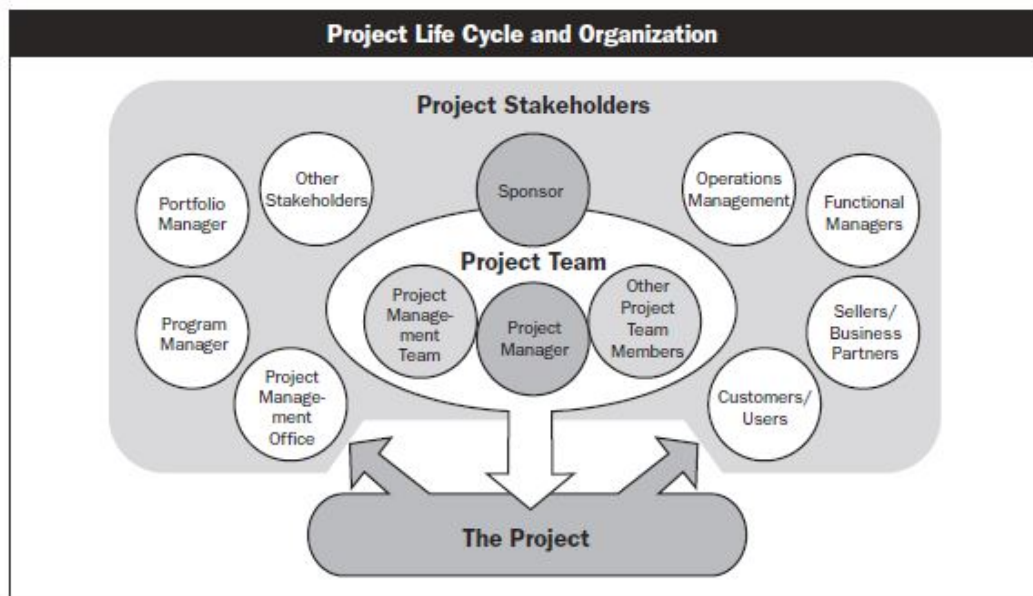 Project Life Cycle and Organization
Project Stakeholders
Portfolio
Manager
Other
Stakeholders
Sponsor
Operations
Management
Functional
Managers
Project Team
Program
Manager
Project
Manage-
ment
Team
Project
Manager
Other
Project
Team
Members
Sellers/
Business
Partners
Project
Manage-
ment
Office
Customers/
Users
The Project